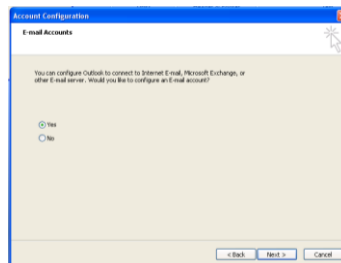 Account Configuration
E-mail Accounts
You can configure Outlook to connect to Internet E-mail, Microsoft Exchange, or
other E-mail server. Would you like to configure an E-mail account?
Yes
No
< Back
Next >
Cancel